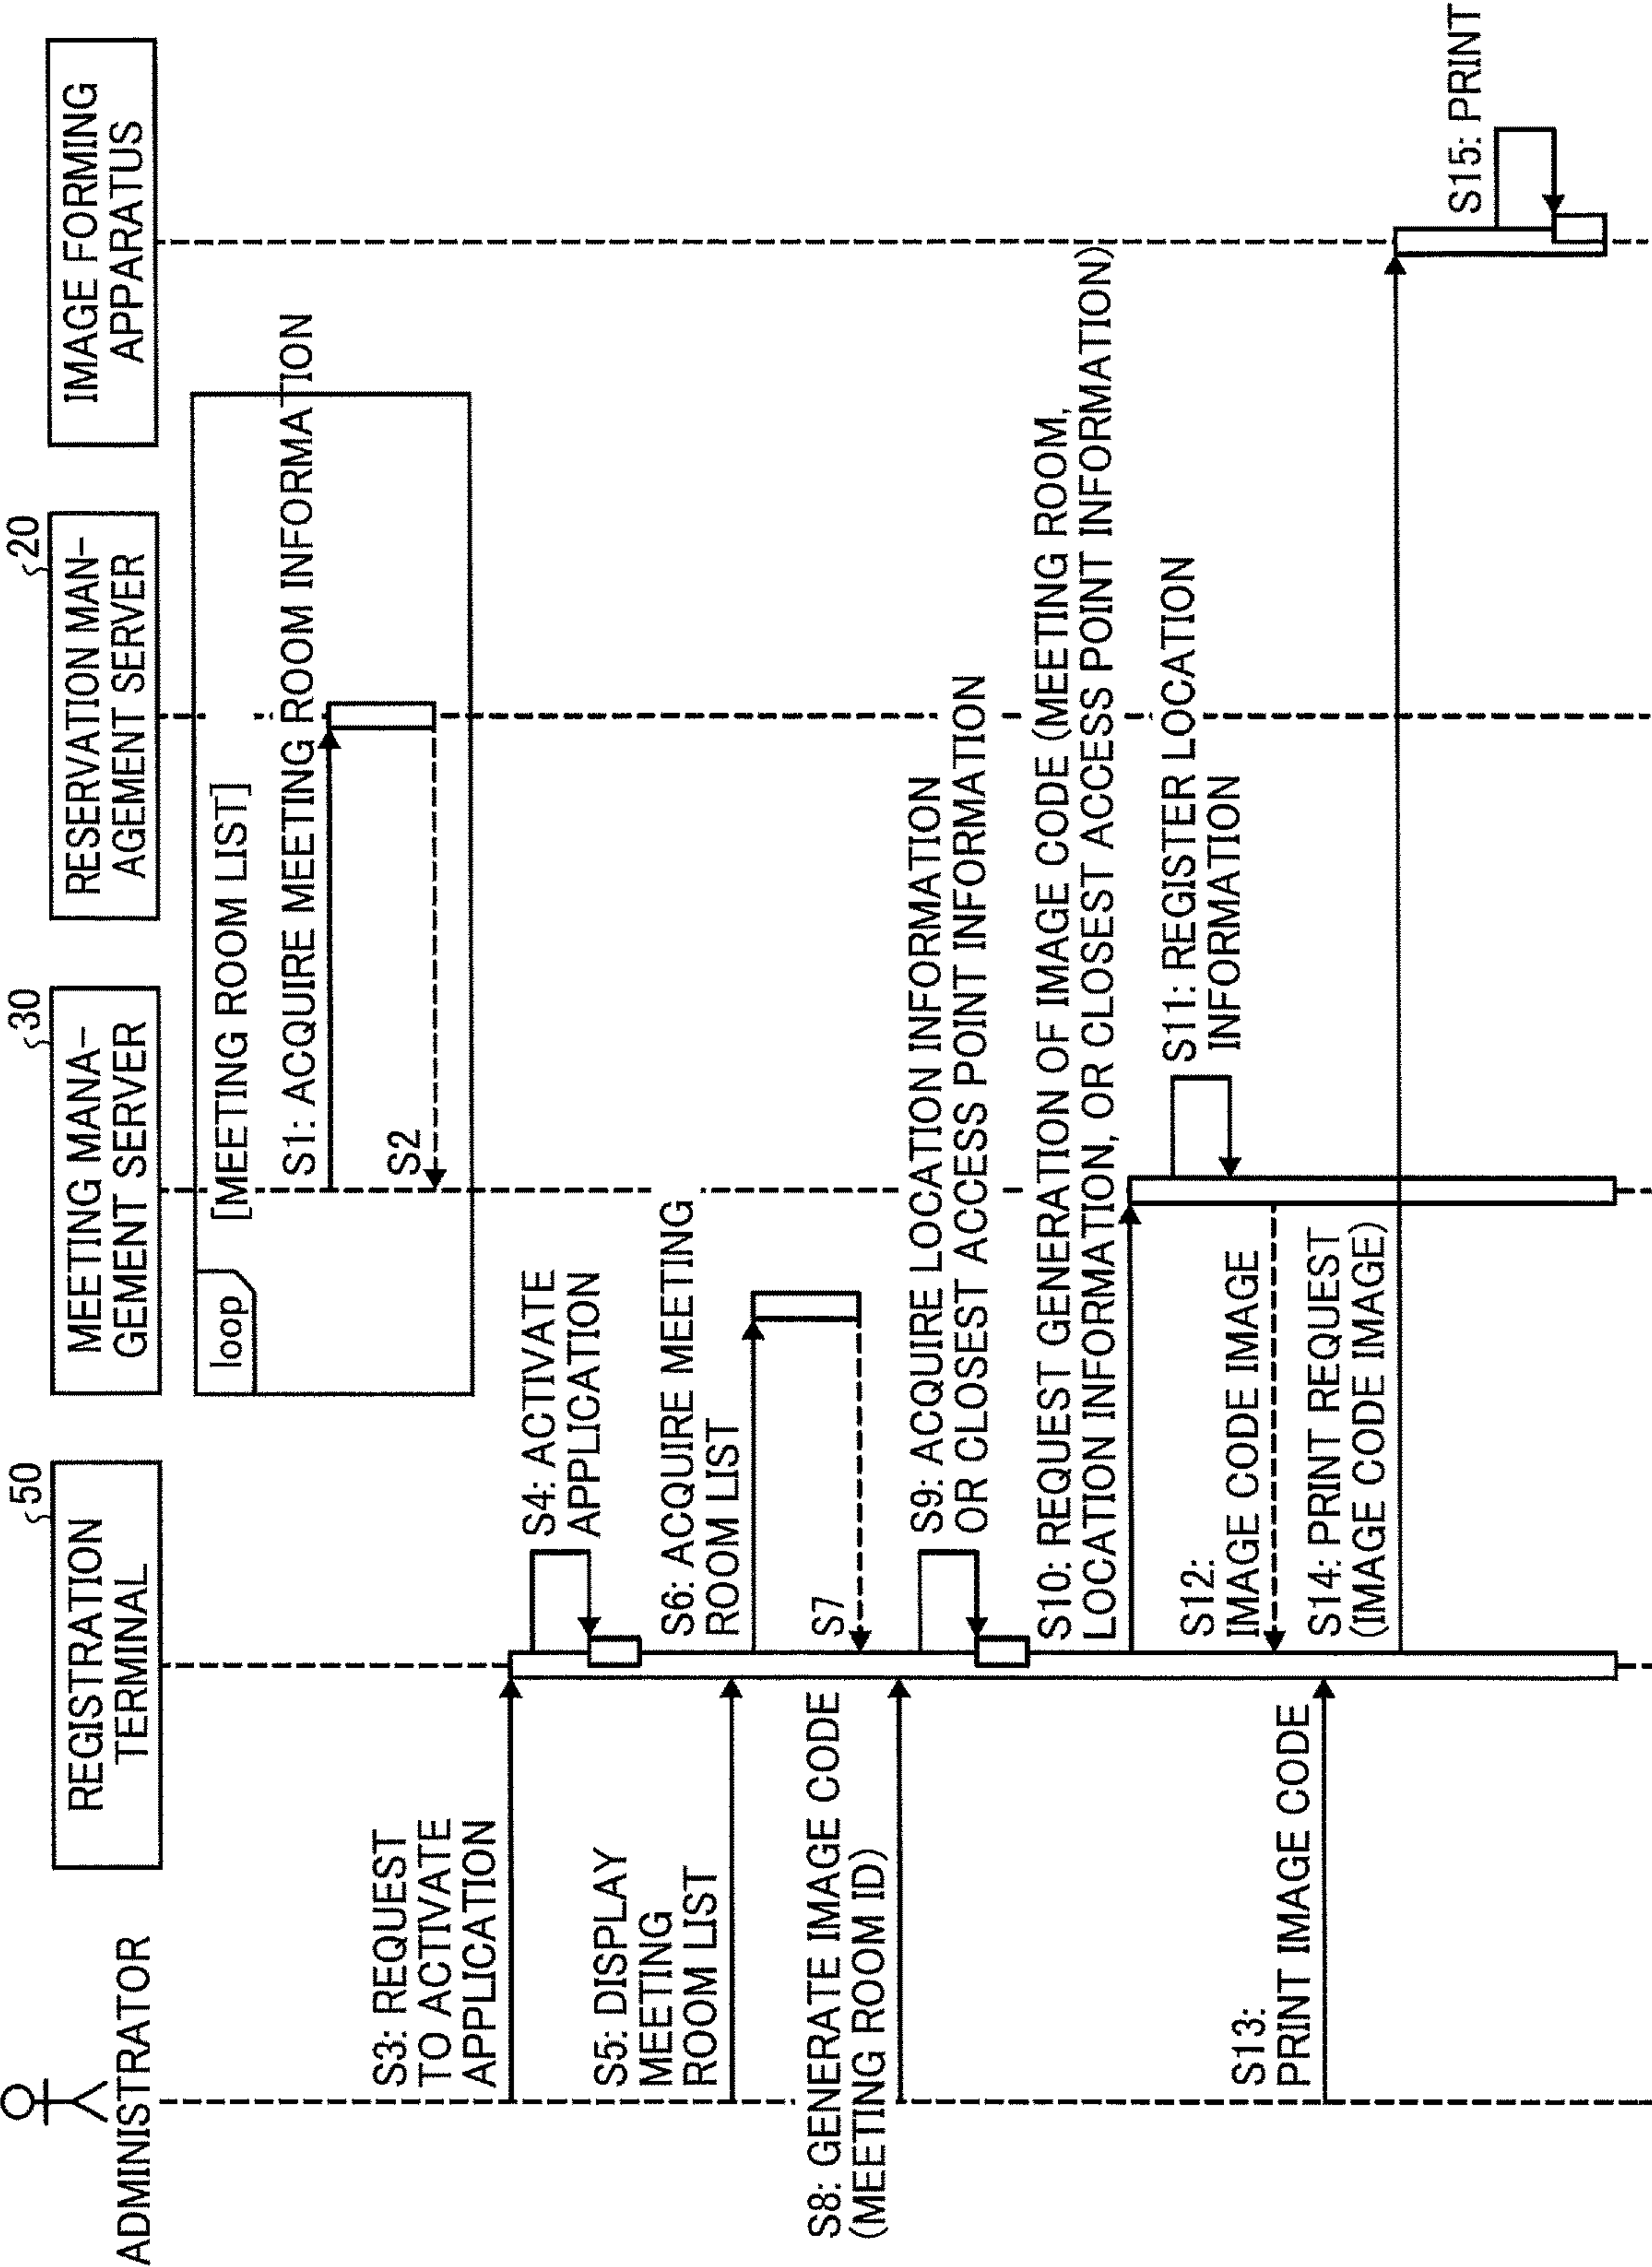 ADMINISTRATOR
50
REGISTRATION
TERMINAL
30
MEETING MANA-
GEMENT SERVER
20
RESERVATION MAN-
AGEMENT SERVER
IMAGE FORMING
APPARATUS
loop
[MEETING ROOM LIST]
S1: ACQUIRE MEETING ROOM INFORMATION
S2
S3: REQUEST
TO ACTIVATE
APPLICATION
S4: ACTIVATE
APPLICATION
S5: DISPLAY
MEETING
ROOM LIST
S6: ACQUIRE MEETING
ROOM LIST
S7
S8: GENERATE IMAGE CODE
(MEETING ROOM ID)
S9: ACQUIRE LOCATION INFORMATION
OR CLOSEST ACCESS POINT INFORMATION
S10: REQUEST GENERATION OF IMAGE CODE (MEETING ROOM,
LOCATION INFORMATION, OR CLOSEST ACCESS POINT INFORMATION)
S11: REGISTER LOCATION
INFORMATION
S12:
IMAGE CODE IMAGE
S13:
PRINT IMAGE CODE
S14: PRINT REQUEST
(IMAGE CODE IMAGE)
S15: PRINT